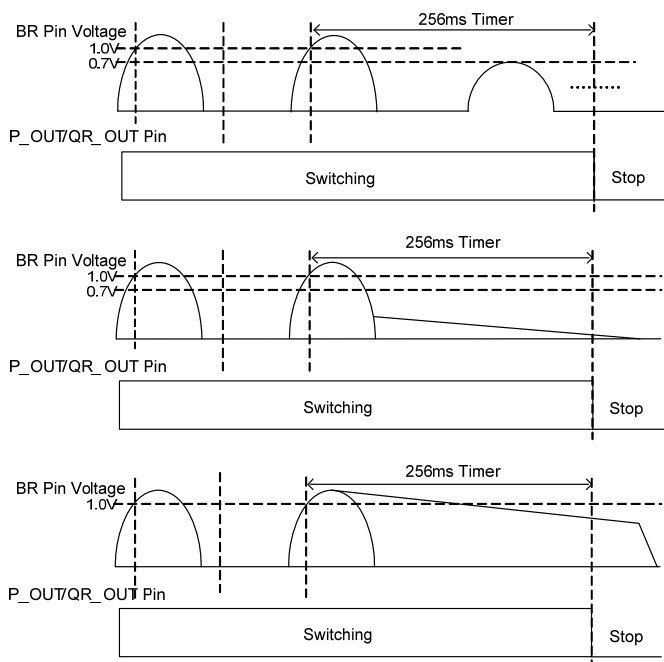 256ms Timer
BR Pin Voltage
1.0V
0.7V
P_OUT/QR_OUT Pin
Switching
Stop
256ms Timer
BR Pin Voltage
1.0V
0.7V
P_OUT/QR_OUT Pin
Switching
Stop
256ms Timer
BR Pin Voltage
1.0V
P_OUT/QR_OUT Pin
Switching
Stop